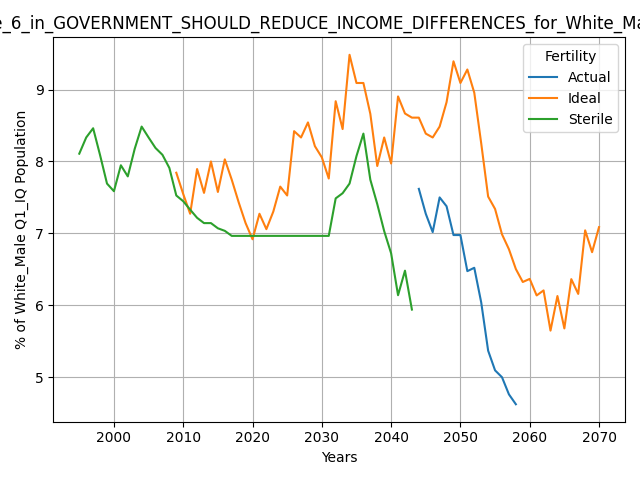 e_6_in_GOVERNMENT_SHOULD_REDUCE_INCOME_DIFFERENCES_for_White_Ma
Fertility
Actual
Ideal
Sterile
% of White_Male Q1_IQ Population
9
8
7
6
5
2000 2010 2020 2030 2040 2050 2060 2070
Years